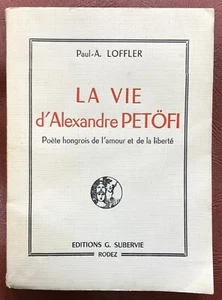 Paul-A. LOFFLER
LA VIE
d'Alexandre PETÖFI
Poète hongrois de l'amour et de la liberté
EDITIONS G. SUBERVIE
RODEZ